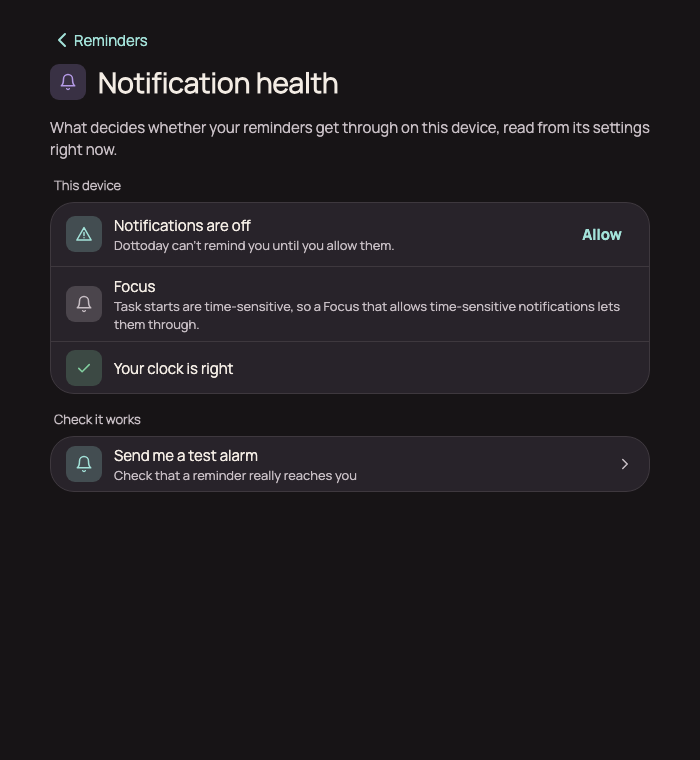 Reminders
Notification health
What decides whether your reminders get through on this device, read from its settings
right now.
This device
Notifications are off
Dottoday can't remind you until you allow them.
Allow
Focus
Task starts are time-sensitive, so a Focus that allows time-sensitive notifications lets
them through.
Your clock is right
Check it works
Send me a test alarm
Check that a reminder really reaches you